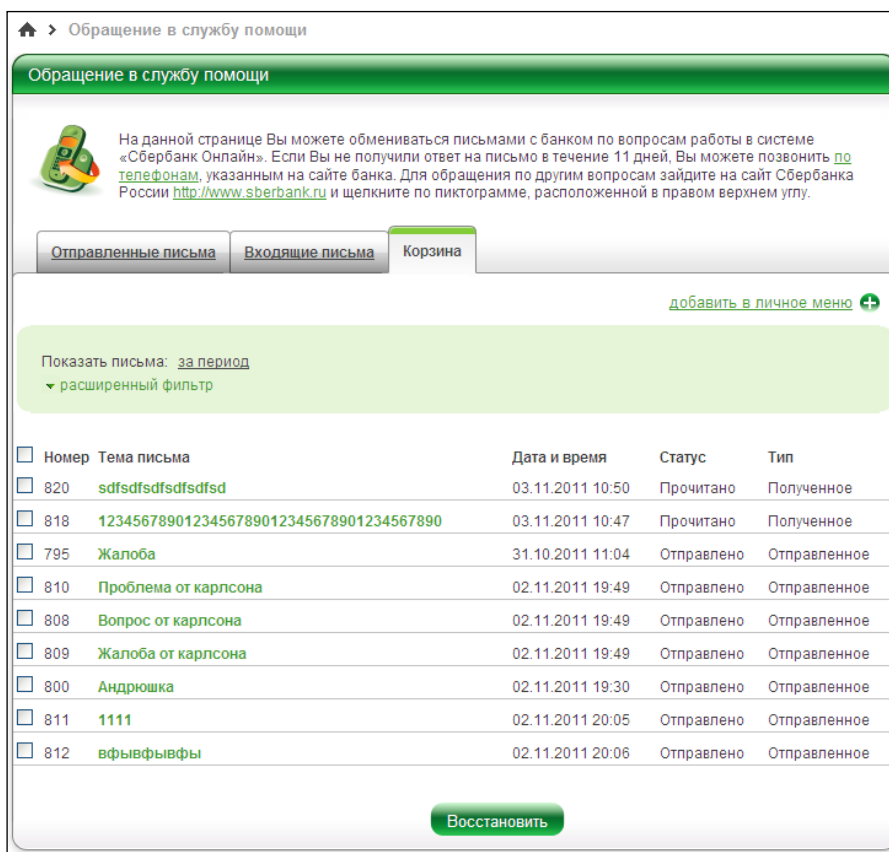 Обращение в службу помощи
Обращение в службу помощи
На данной странице Вы можете обмениваться письмами с банком по вопросам работы в системе
«Сбербанк Онлайн». Если Вы не получили ответ на письмо в течение 11 дней, Вы можете позвонить по
телефонам, указанным на сайте банка. Для обращения по другим вопросам зайдите на сайт Сбербанка
России http://www.sberbank.ru и щелкните по пиктограмме, расположенной в правом верхнем углу.
Отправленные письма Входящие письма Корзина
добавить в личное меню
Показать письма: за период
расширенный фильтр
Номер Тема письма Дата и время Статус Тип
820 sdfsdfsdfsdfsdfsd 03.11.2011 10:50 Прочитано Полученное
818 1234567890123456789012345678901234567890 03.11.2011 10:47 Прочитано Полученное
795 Жалоба 31.10.2011 11:04 Отправлено Отправленное
810 Проблема от карлсона 02.11.2011 19:49 Отправлено Отправленное
808 Вопрос от карлсона 02.11.2011 19:49 Отправлено Отправленное
809 Жалоба от карлсона 02.11.2011 19:49 Отправлено Отправленное
800 Андрюшка 02.11.2011 19:30 Отправлено Отправленное
811 1111 02.11.2011 20:05 Отправлено Отправленное
812 вфывфывфы 02.11.2011 20:06 Отправлено Отправленное
Восстановить